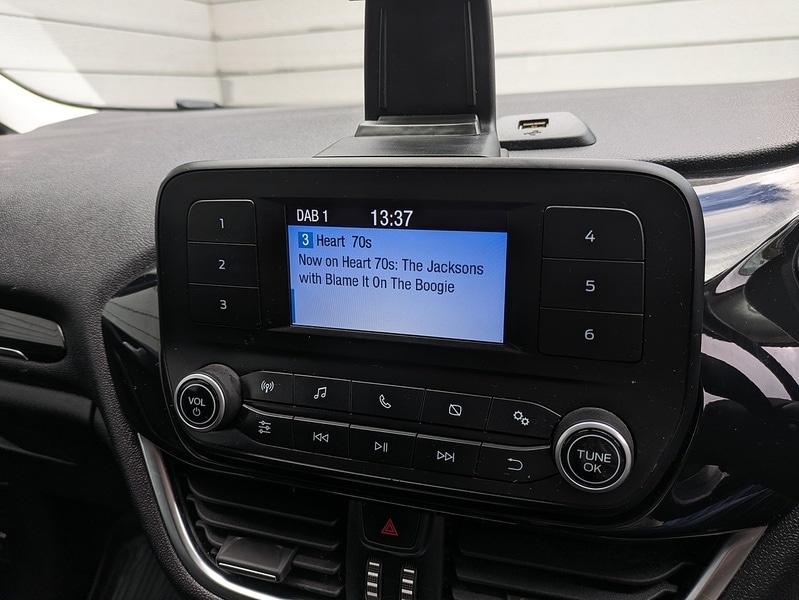 DAB 1 13:37
3 Heart 70s
Now on Heart 70s: The Jacksons
with Blame It On The Boogie
1
2
3
4
5
6
VOL
TUNE
OK